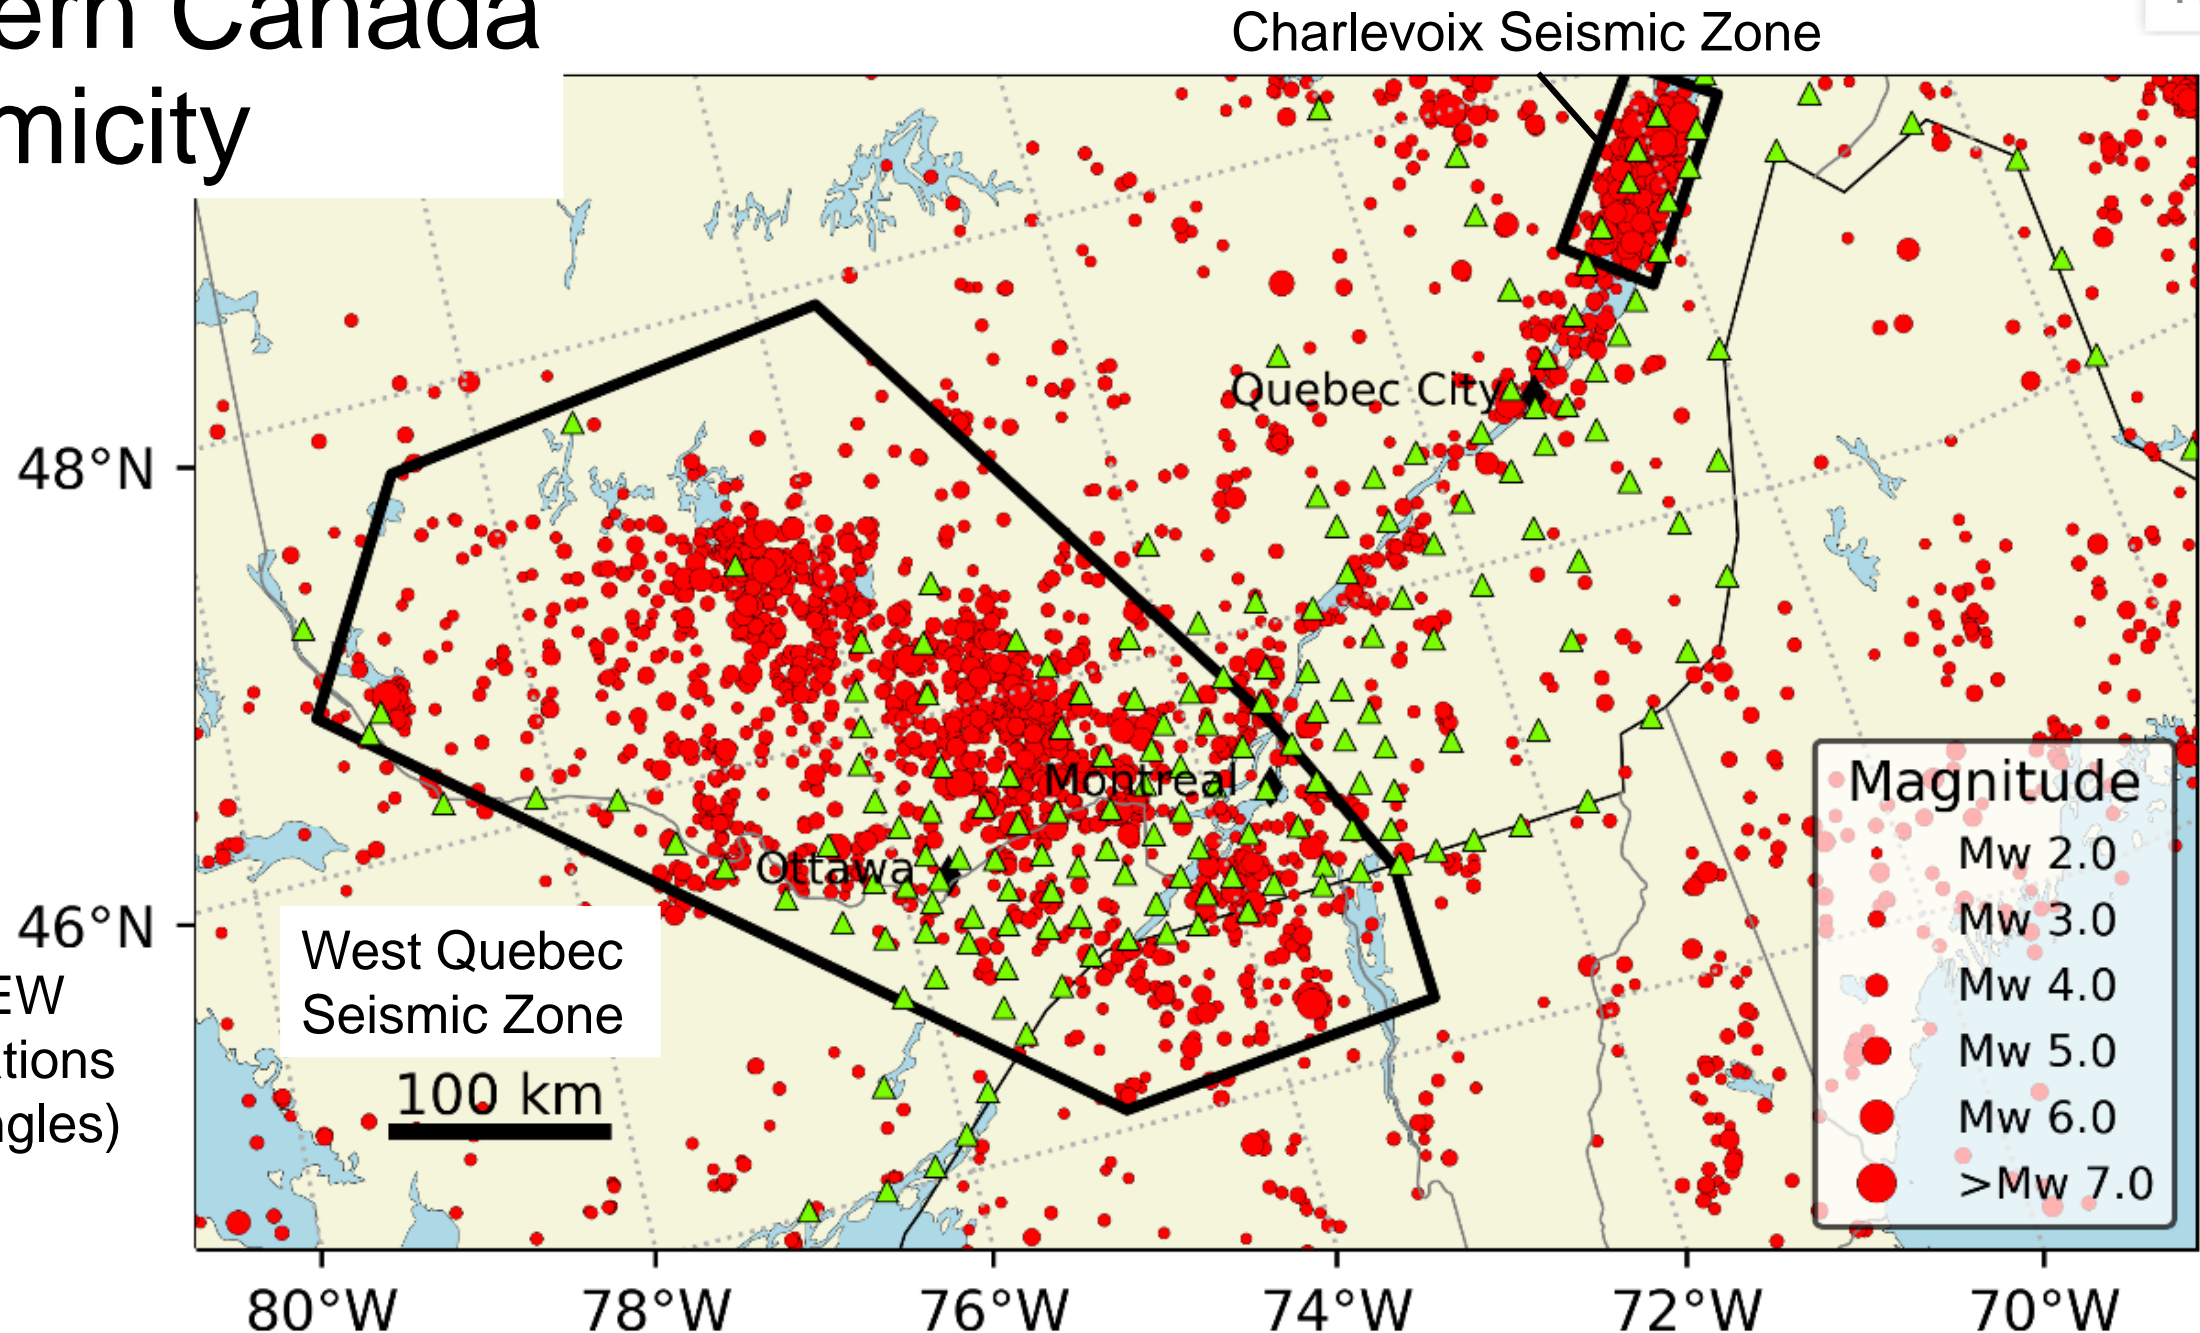 ern Canada
micity
Charlevoix Seismic Zone
Quebec City
48°N
Montreal
Ottawa
46°N
West Quebec
Seismic Zone
EW
tions
ngles)
100 km
Magnitude
Mw 2.0
Mw 3.0
Mw 4.0
Mw 5.0
Mw 6.0
>Mw 7.0
80°W
78°W
76°W
74°W
72°W
70°W